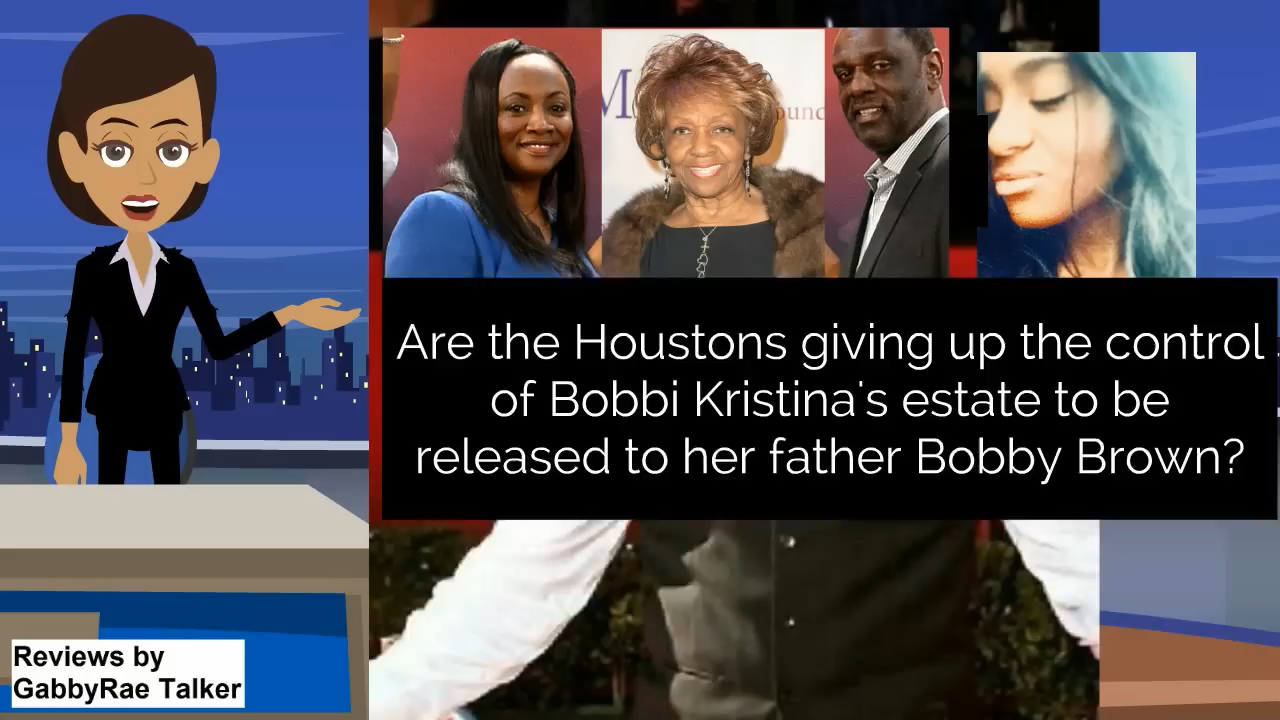 M
ound
Are the Houstons giving up the control
of Bobbi Kristina's estate to be
released to her father Bobby Brown?
Reviews by
GabbyRae Talker